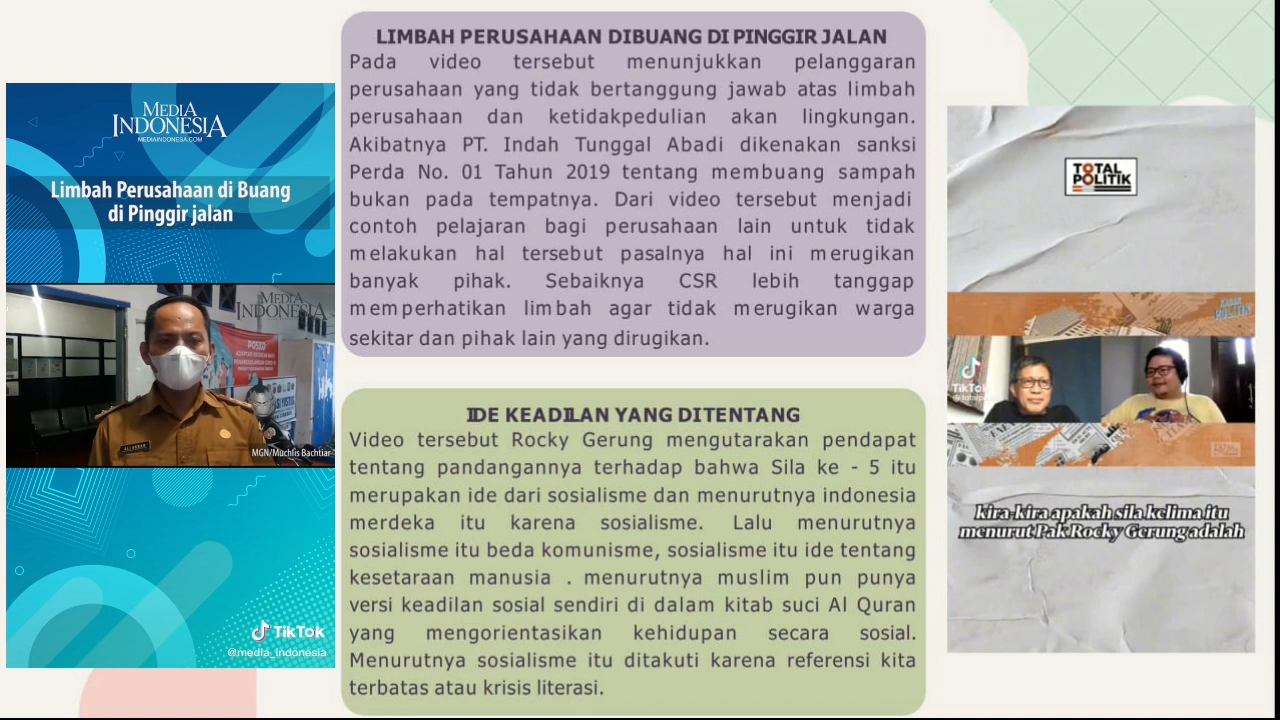 LIMBAH PERUSAHAAN DIBUANG DI PINGGIR JALAN
Pada video tersebut menunjukkan pelanggaran
perusahaan yang tidak bertanggung jawab atas limbah
perusahaan dan ketidakpedulian akan lingkungan.
Akibatnya PT. Indah Tunggal Abadi dikenakan sanksi
Perda No. 01 Tahun 2019 tentang membuang sampah
bukan pada tempatnya. Dari video tersebut menjadi
contoh pelajaran bagi perusahaan lain untuk tidak
melakukan hal tersebut pasalnya hal ini merugikan
banyak pihak. Sebaiknya CSR lebih tanggap
memperhatikan limbah agar tidak merugikan warga
sekitar dan pihak lain yang dirugikan.
MEDIA
INDONESIA
MEDIAINDONESIA.COM
Limbah Perusahaan di Buang
di Pinggir jalan
MEDIA
INDONESIA
POSKO
MGN/Muchlis Bachtiar
TikTok
@media_indonesia
IDE KEADILAN YANG DITENTANG
Video tersebut Rocky Gerung mengutarakan pendapat
tentang pandangannya terhadap bahwa Sila ke - 5 itu
merupakan ide dari sosialisme dan menurutnya indonesia
merdeka itu karena sosialisme. Lalu menurutnya
sosialisme itu beda komunisme, sosialisme itu ide tentang
kesetaraan manusia . menurutnya muslim pun punya
versi keadilan sosial sendiri di dalam kitab suci Al Quran
yang mengorientasikan kehidupan secara sosial.
Menurutnya sosialisme itu ditakuti karena referensi kita
terbatas atau krisis literasi.
TOTAL
POLITIK
KABAR
POLITIK
TikTok
kira-kira apakah sila kelima itu
menurut Pak Rocky Gerung adalah